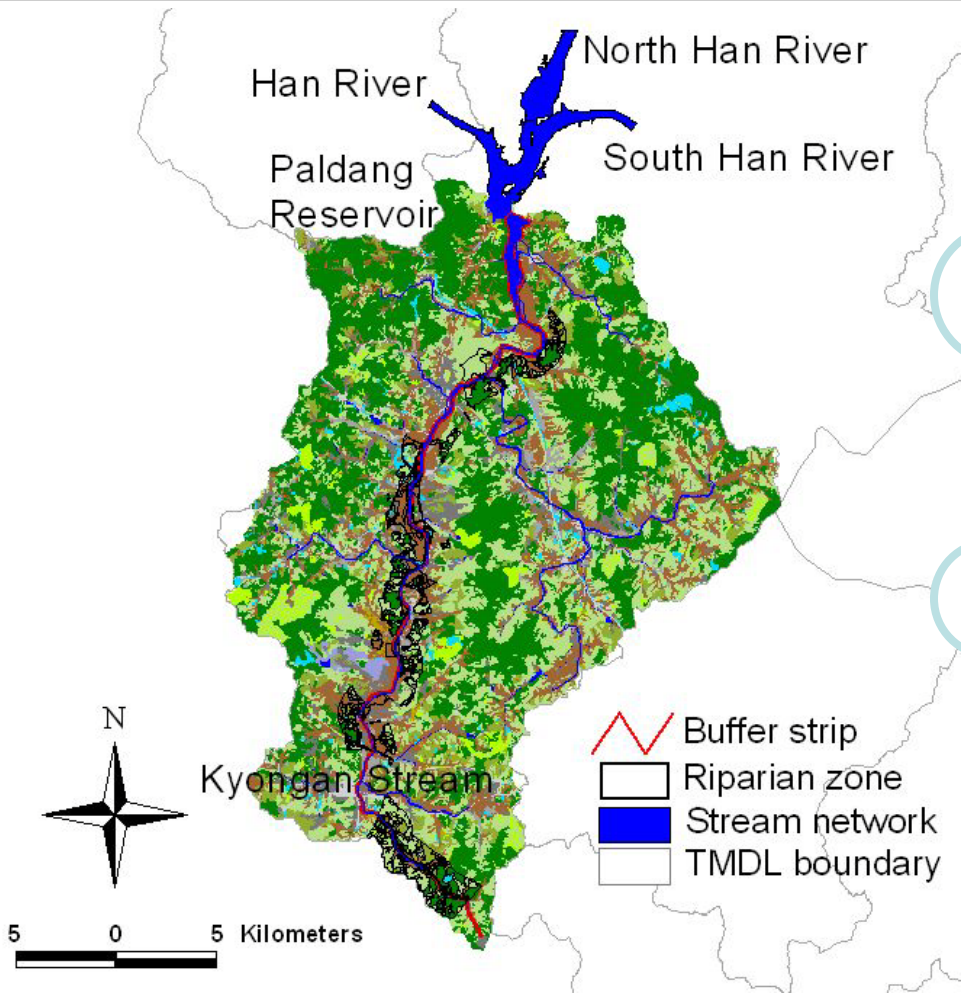 North Han River
Han River
South Han River
Paldang
Reservoir
N
Kyongan Stream
Buffer strip
Riparian zone
Stream network
TMDL boundary
5 0 5 Kilometers